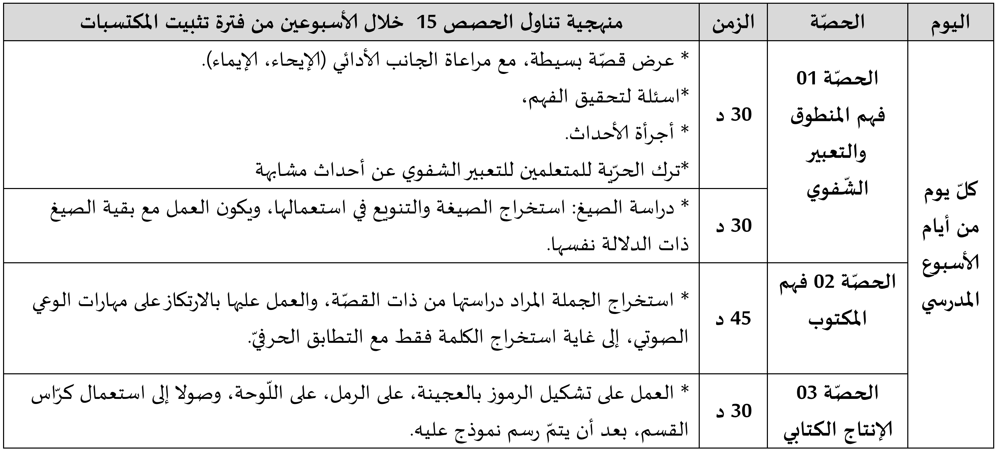 اليوم
الحصّة
الزمن
منهجية تناول الحصص 15 خلال الأسبوعين من فترة تثبيت المكتسبات
كلّ يوم
من أيام
الأسبوع
المدرسي
الحصّة 01
فهم المنطوق
والتعبير
الشّفوي
30 د
* عرض قصّة بسيطة، مع مراعاة الجانب الأدائي (الإيحاء، الإيماء).
*اسئلة لتحقيق الفهم،
* أجرأة الأحداث.
*ترك الحرّية للمتعلمين للتعبير الشفوي عن أحداث مشابهة
30 د
* دراسة الصيغ: استخراج الصيغة والتنويع في استعمالها، ويكون العمل مع بقية الصيغ
ذات الدلالة نفسها.
الحصّة 02 فهم
المكتوب
45 د
* استخراج الجملة المراد دراستها من ذات القصّة، والعمل عليها بالارتكاز على مهارات الوعي
الصوتي، إلى غاية استخراج الكلمة فقط مع التطابق الحرفيّ.
الحصّة 03
الإنتاج الكتابي
30 د
* العمل على تشكيل الرموز بالعجينة، على الرمل، على اللّوحة، وصولا إلى استعمال كرّاس
القسم، بعد أن يتمّ رسم نموذج عليه.